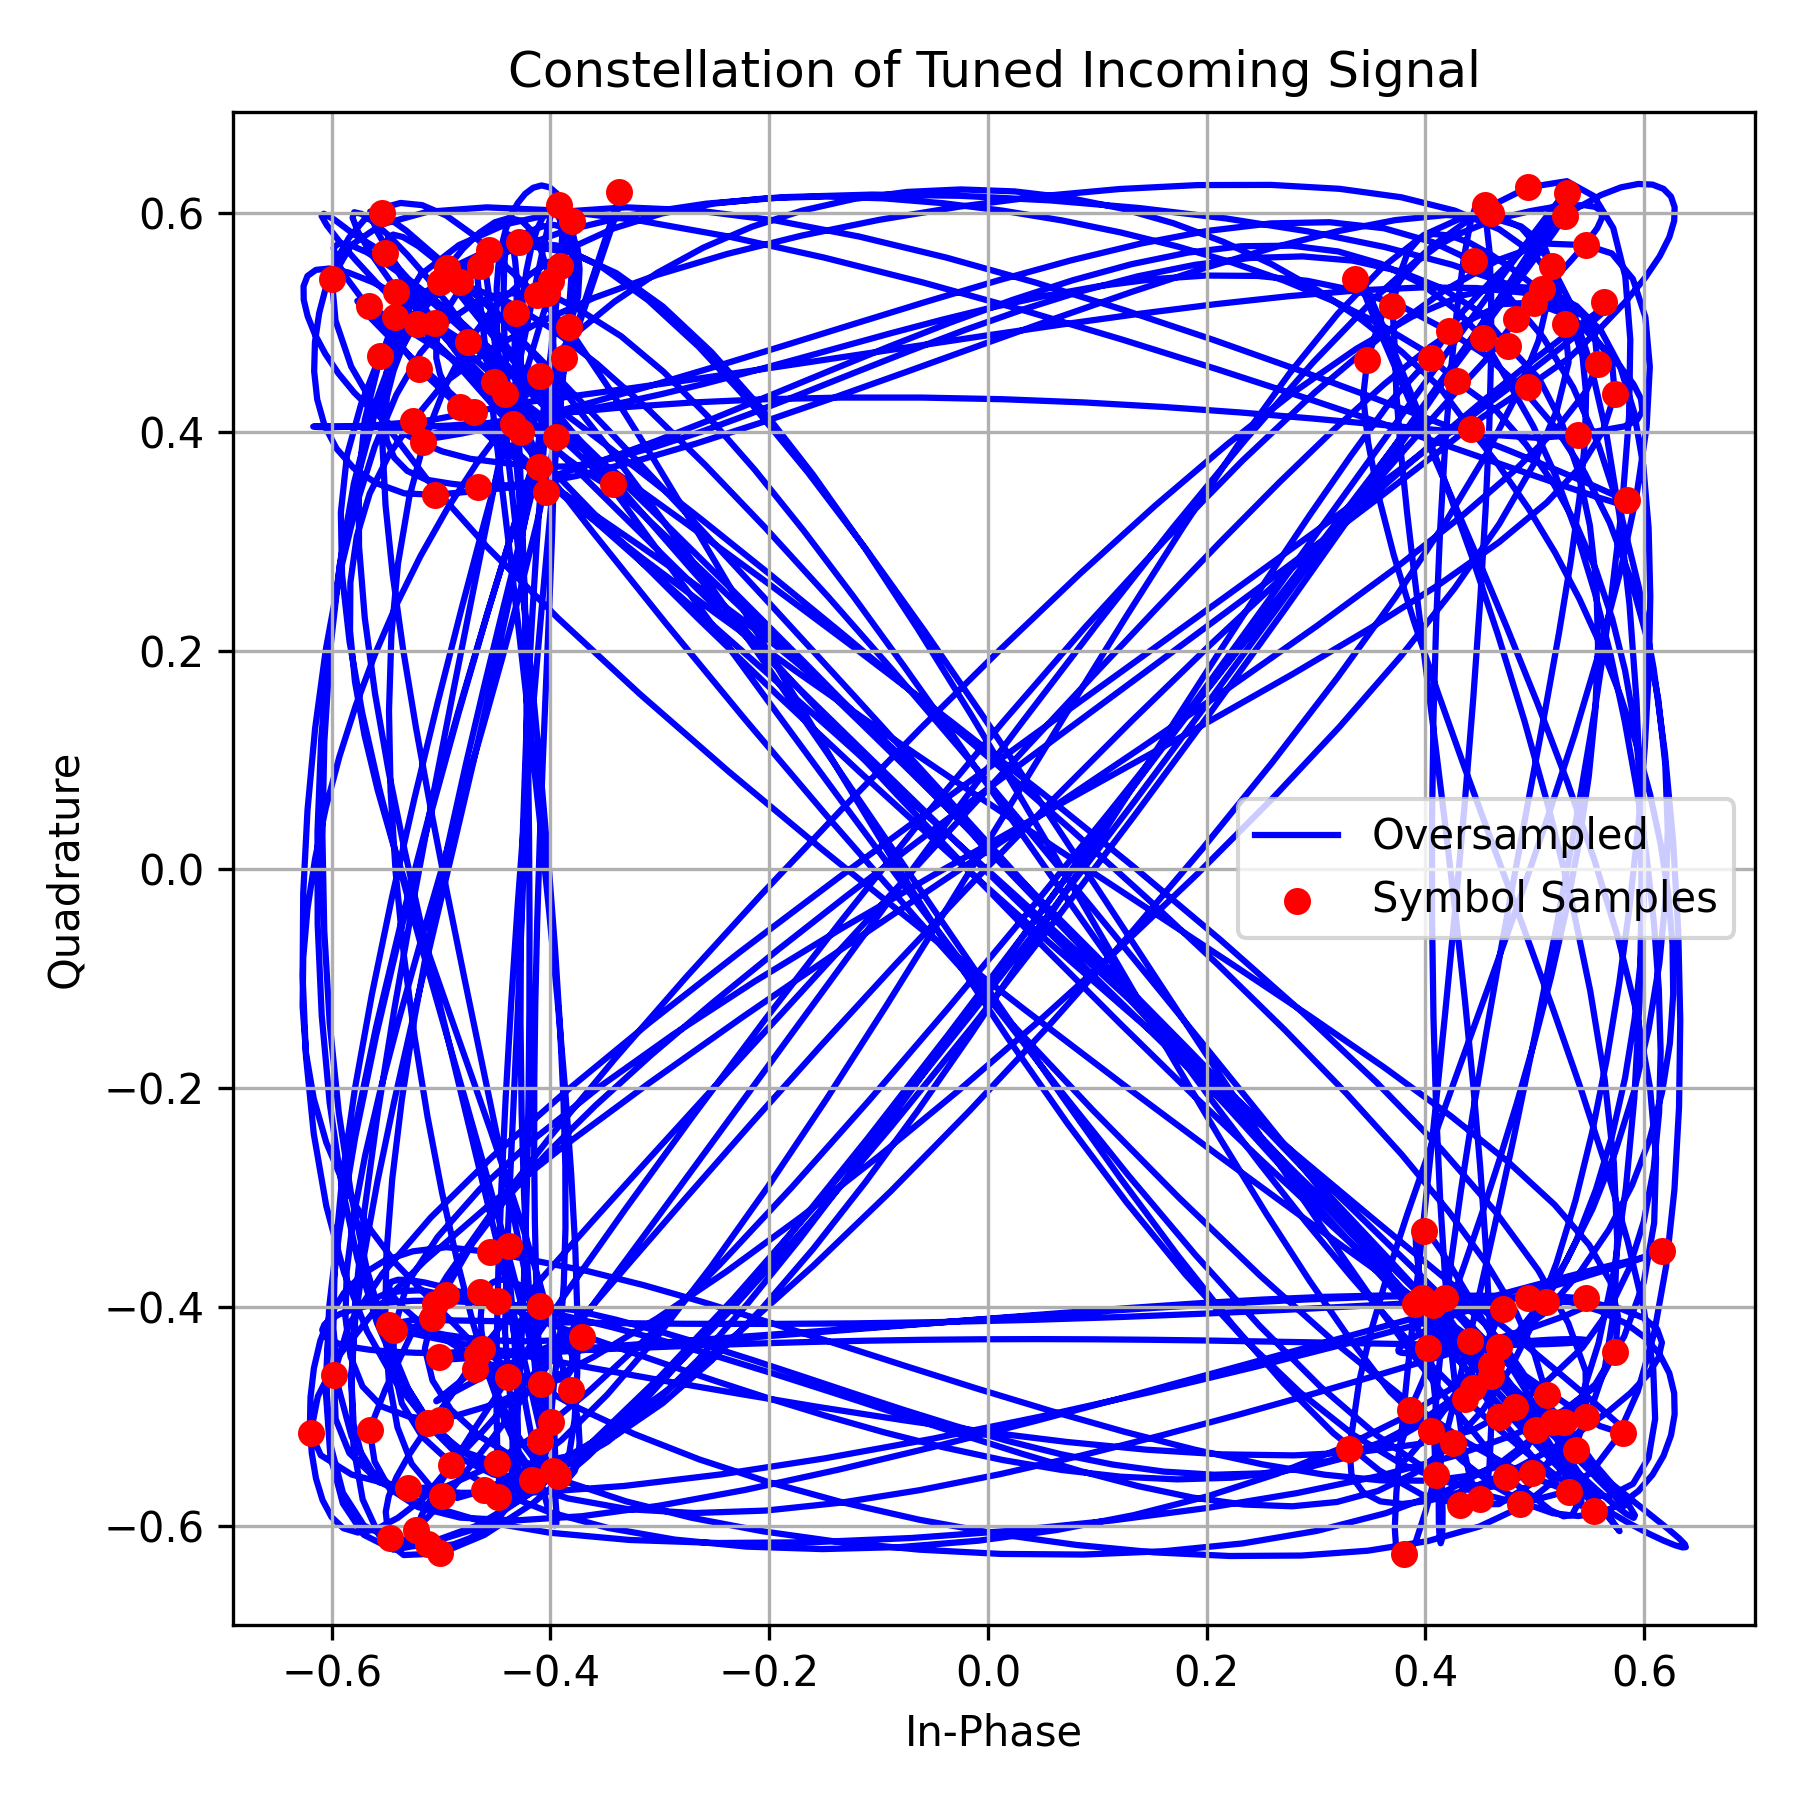 Constellation of Tuned Incoming Signal
Quadrature
0.6
0.4
0.2
0.0
−0.2
−0.4
−0.6
Oversampled
Symbol Samples
−0.6 −0.4 −0.2 0.0 0.2 0.4 0.6
In-Phase